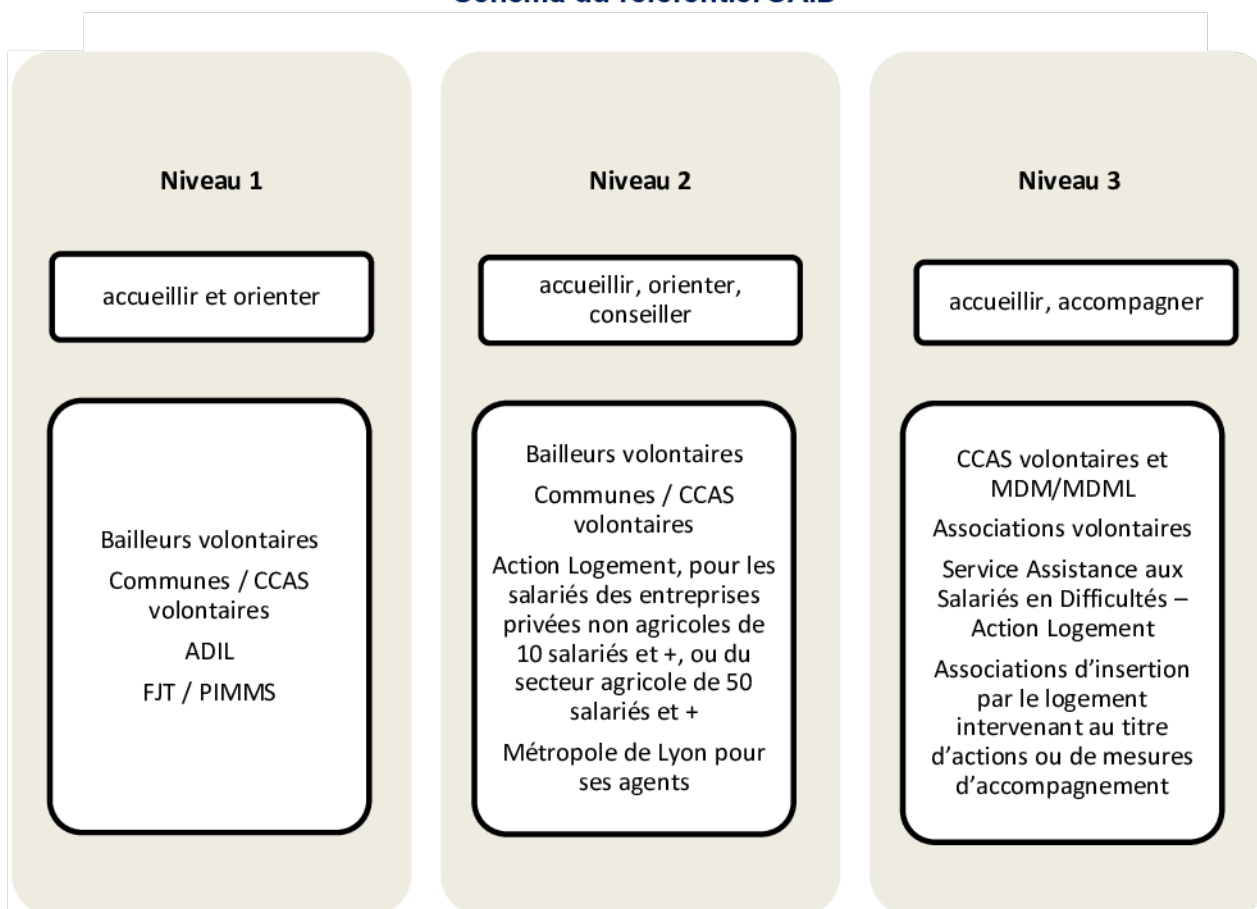 Schéma du référentiel SAID
Niveau 1
accueillir et orienter
Bailleurs volontaires
Communes / CCAS
volontaires
ADIL
FJT / PIMMS
Niveau 2
accueillir, orienter,
conseiller
Bailleurs volontaires
Communes / CCAS
volontaires
Action Logement, pour les
salariés des entreprises
privées non agricoles de
10 salariés et +, ou du
secteur agricole de 50
salariés et +
Métropole de Lyon pour
ses agents
Niveau 3
accueillir, accompagner
CCAS volontaires et
MDM/MDML
Associations volontaires
Service Assistance aux
Salariés en Difficultés –
Action Logement
Associations d’insertion
par le logement
intervenant au titre
d’actions ou de mesures
d’accompagnement